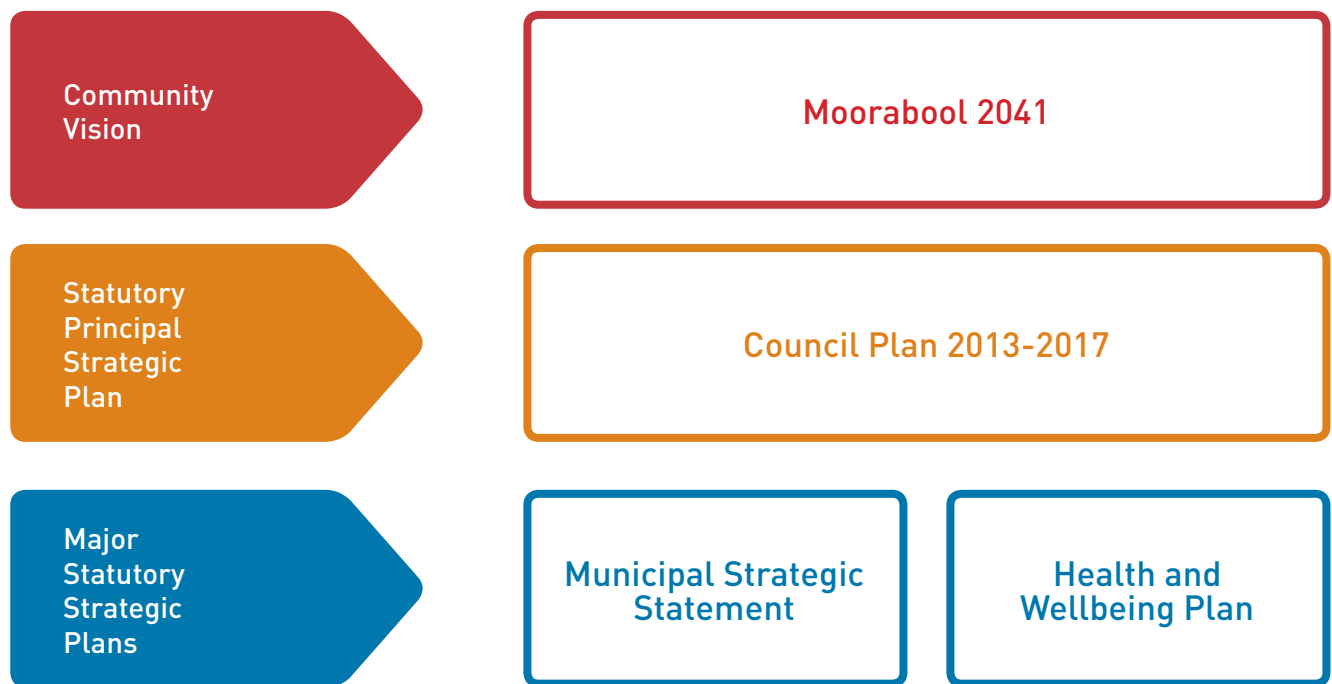 Community
Vision
Moorabool 2041
Statutory
Principal
Strategic
Plan
Council Plan 2013-2017
Major
Statutory
Strategic
Plans
Municipal Strategic
Statement
Health and
Wellbeing Plan